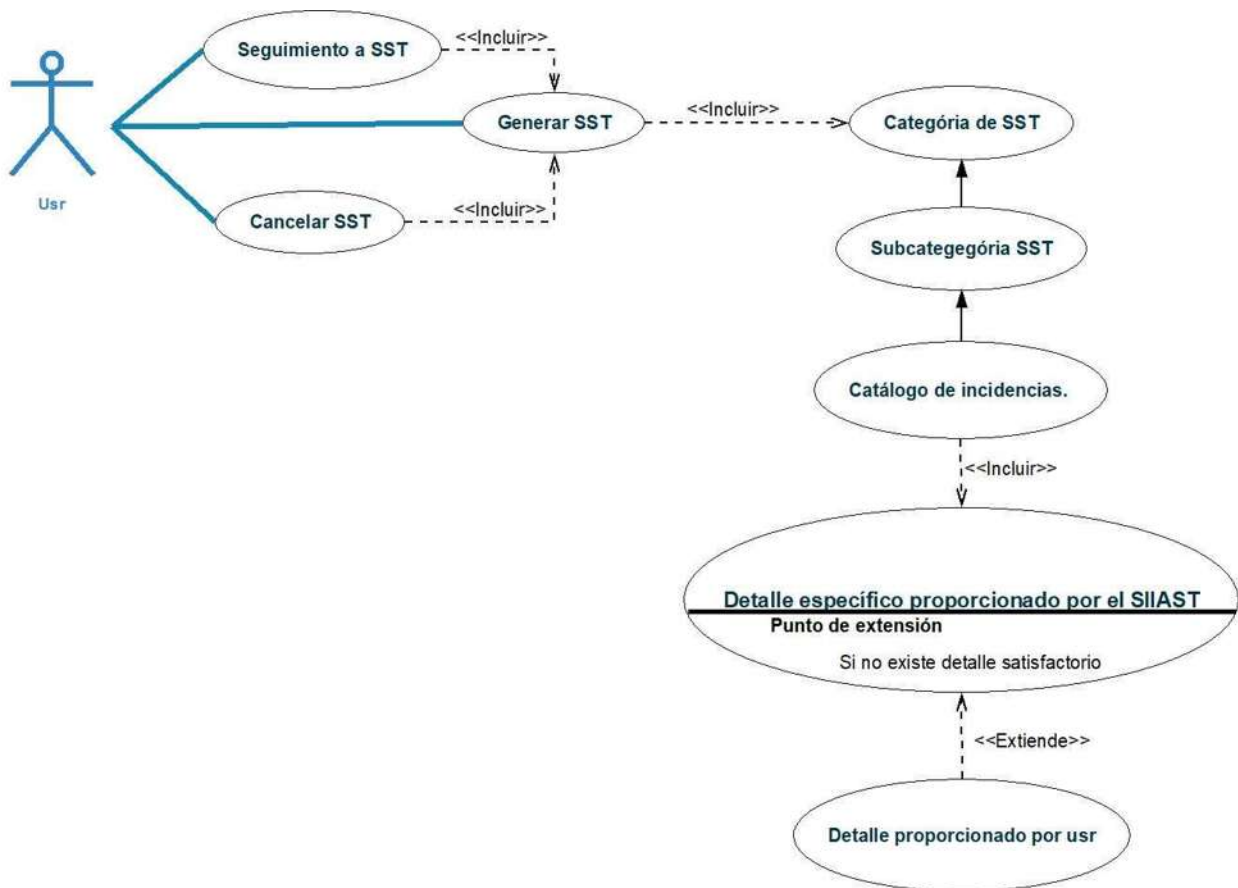 Seguimiento a SST
<<Incluir>>
Usr
Generar SST
<<Incluir>>
Categória de SST
Cancelar SST
<<Incluir>>
Subcategegória SST
Catálogo de incidencias.
<<Incluir>>
Detalle específico proporcionado por el SIIAST
Punto de extensión
Si no existe detalle satisfactorio
<<Extiende>>
Detalle proporcionado por usr